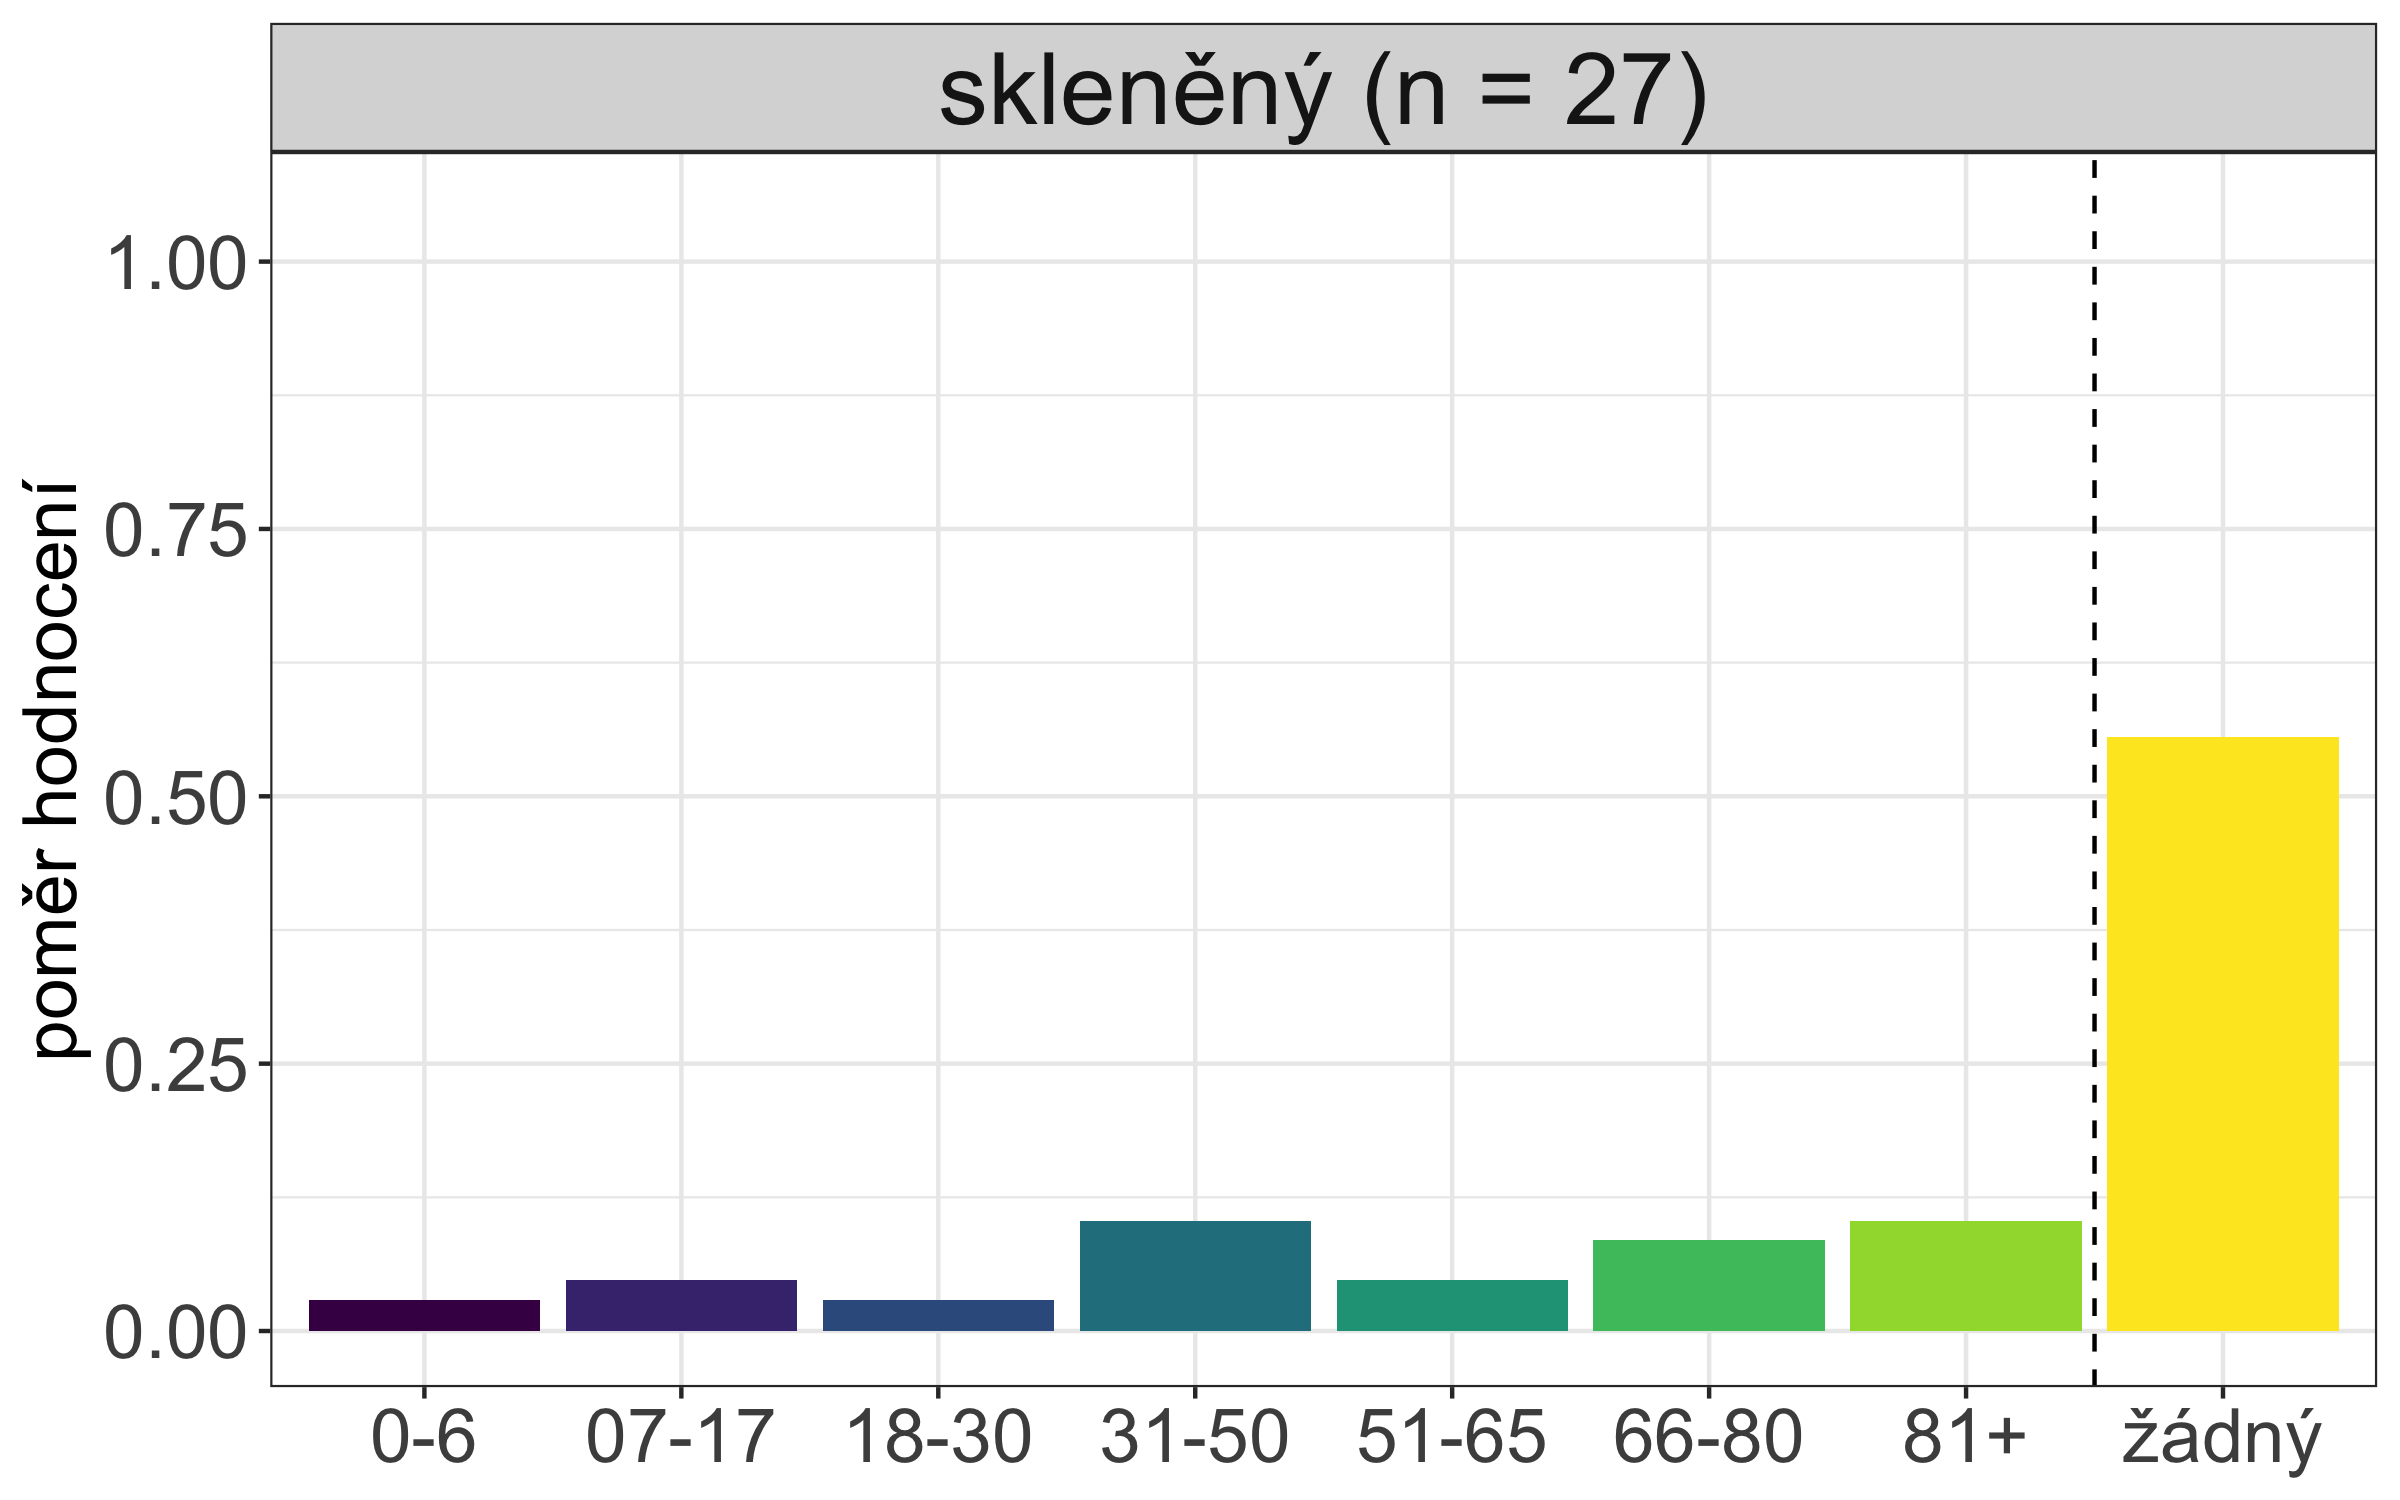 skleněný (n = 27)
poměr hodnocení
1.00
0.75
0.50
0.25
0.00
0-6 07-17 18-30 31-50 51-65 66-80 81+ žádný